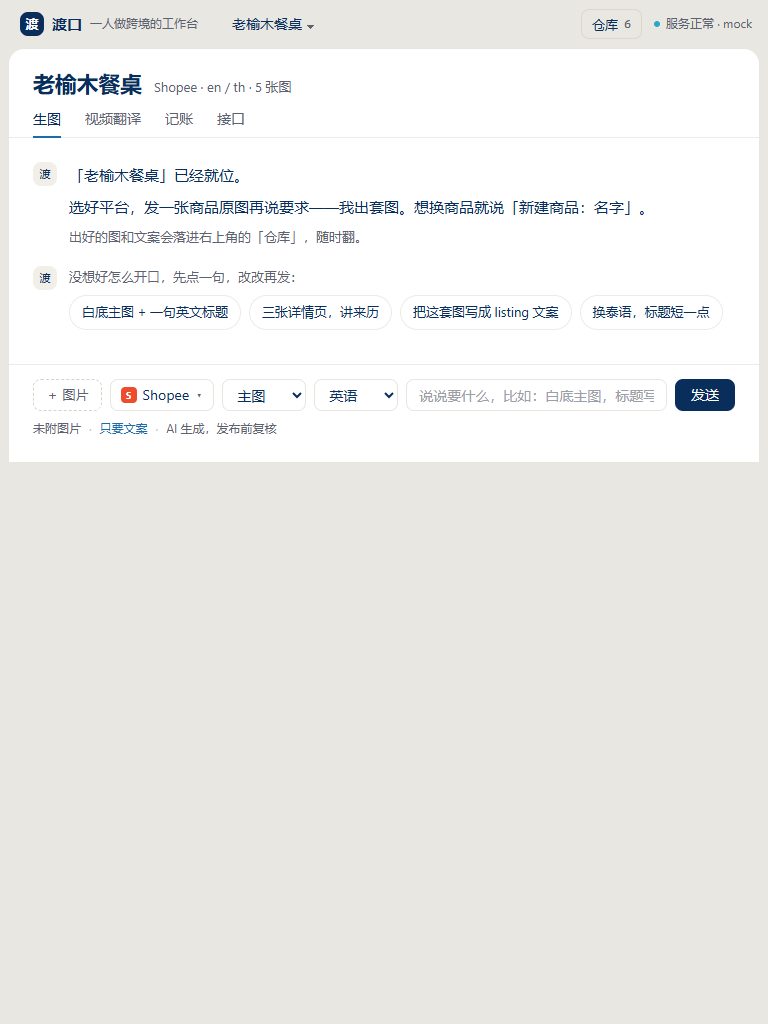 渡 渡口 一人做跨境的工作台 老榆木餐桌 仓库 6 服务正常 · mock
老榆木餐桌 Shopee · en / th · 5 张图
生图 视频翻译 记账 接口
渡 「老榆木餐桌」已经就位。
选好平台，发一张商品原图再说要求——我出套图。想换商品就说「新建商品：名字」。
出好的图和文案会落进右上角的「仓库」，随时翻。
渡 没想好怎么开口，先点一句，改改再发：
白底主图 + 一句英文标题 三张详情页，讲来历 把这套图写成 listing 文案 换泰语，标题短一点
+ 图片 S Shopee 主图 英语 说说要什么，比如：白底主图，标题写 发送
未附图片 · 只要文案 · AI 生成，发布前复核